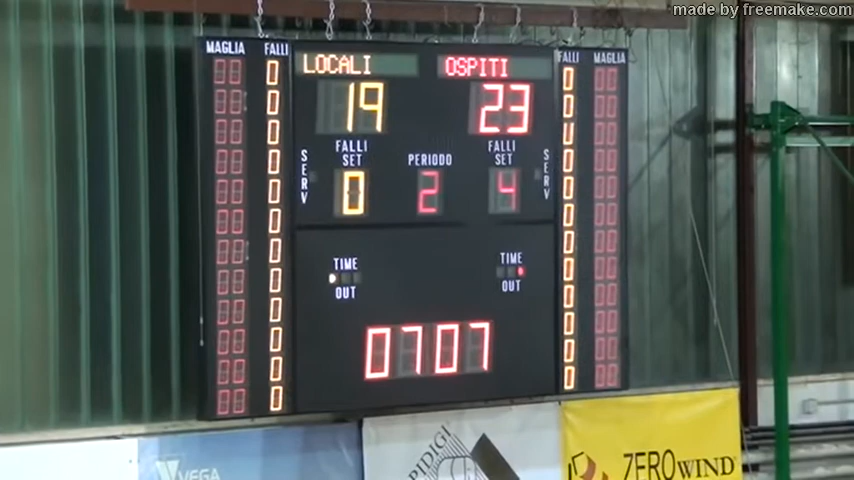 made by freemake.com
MAGLIA FALLI LOCALI OSPITI FALLI MAGLIA
19 23
FALLI SET PERIODO FALLI SET
SERV 0 2 4 SERV
TIME OUT TIME OUT
0707
VEGA
PIDIGI
ZEROWIND